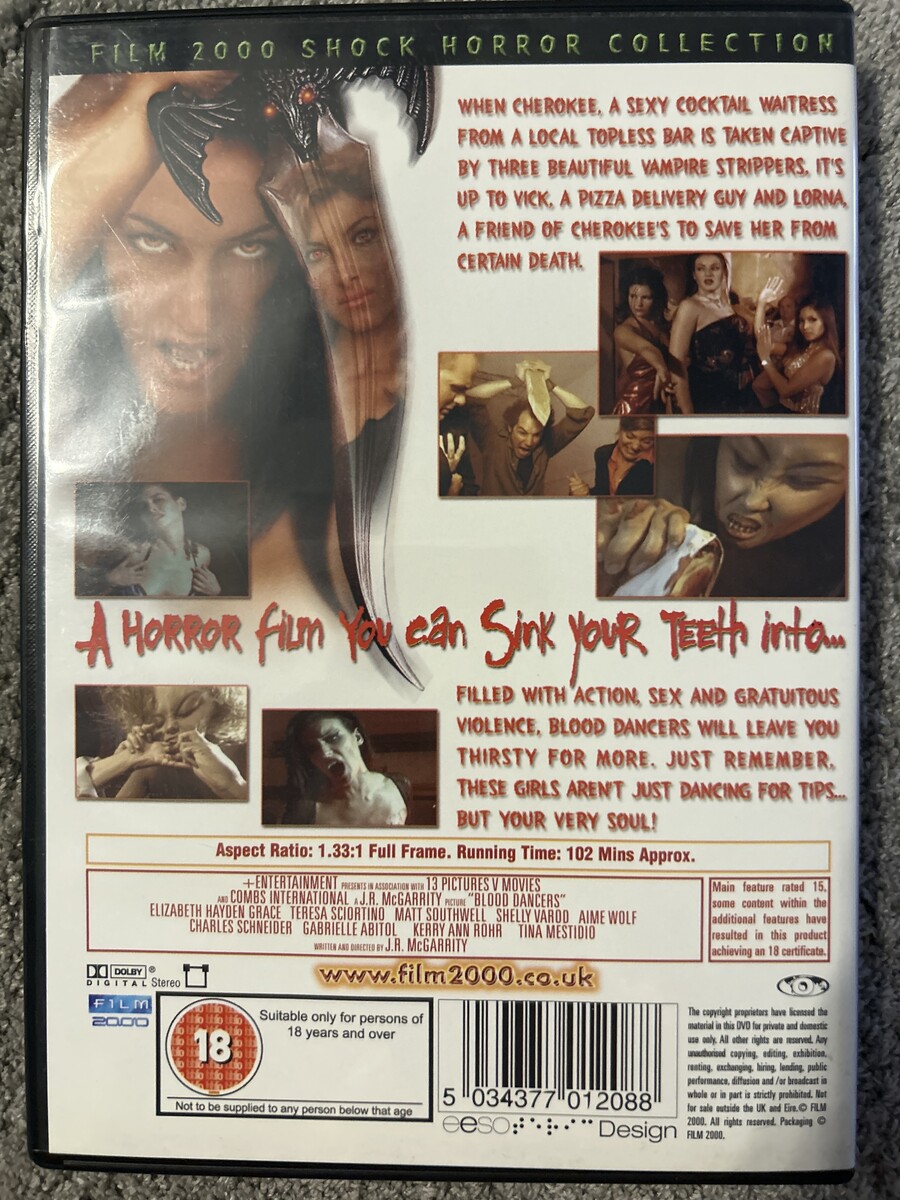 FILM 2000 SHOCK HORROR COLLECTION
WHEN CHEROKEE, A SEXY COCKTAIL WAITRESS
FROM A LOCAL TOPLESS BAR IS TAKEN CAPTIVE
BY THREE BEAUTIFUL VAMPIRE STRIPPERS, IT'S
UP TO VICK, A PIZZA DELIVERY GUY AND LORNA,
A FRIEND OF CHEROKEE'S TO SAVE HER FROM
CERTAIN DEATH.
A HORROR film You can Sink YOUR TEETH into...
FILLED WITH ACTION, SEX AND GRATUITOUS
VIOLENCE, BLOOD DANCERS WILL LEAVE YOU
THIRSTY FOR MORE. JUST REMEMBER,
THESE GIRLS AREN'T JUST DANCING FOR TIPS...
BUT YOUR VERY SOUL!
Aspect Ratio: 1.33:1 Full Frame. Running Time: 102 Mins Approx.
+ENTERTAINMENT PRESENTS IN ASSOCIATION WITH 13 PICTURES V MOVIES
AND COMBS INTERNATIONAL A J.R. McGARRITY PICTURE "BLOOD DANCERS"
ELIZABETH HAYDEN GRACE TERESA SCIORTINO MATT SOUTHWELL SHELLY VAROD AIME WOLF
CHARLES SCHNEIDER GABRIELLE ABITOL KERRY ANN ROHR TINA MESTIDIO
WRITTEN AND DIRECTED BY J.R. McGARRITY
Main feature rated 15,
some content within the
additional features have
resulted in this product
achieving an 18 certificate.
DOLBY
DIGITAL Stereo
www.film2000.co.uk
FILM
2000
18
Suitable only for persons of
18 years and over
Not to be supplied to any person below that age
5 034377 012088
eeso Design
The copyright proprietors have licensed the
material in this DVD for private and domestic
use only. All other rights are reserved. Any
unauthorised copying, editing, exhibition,
renting, exchanging, hiring, lending, public
performance, diffusion and /or broadcast in
whole or in part is strictly prohibited. Not
for sale outside the UK and Eire.© FILM
2000. All rights reserved. Packaging ©
FILM 2000.